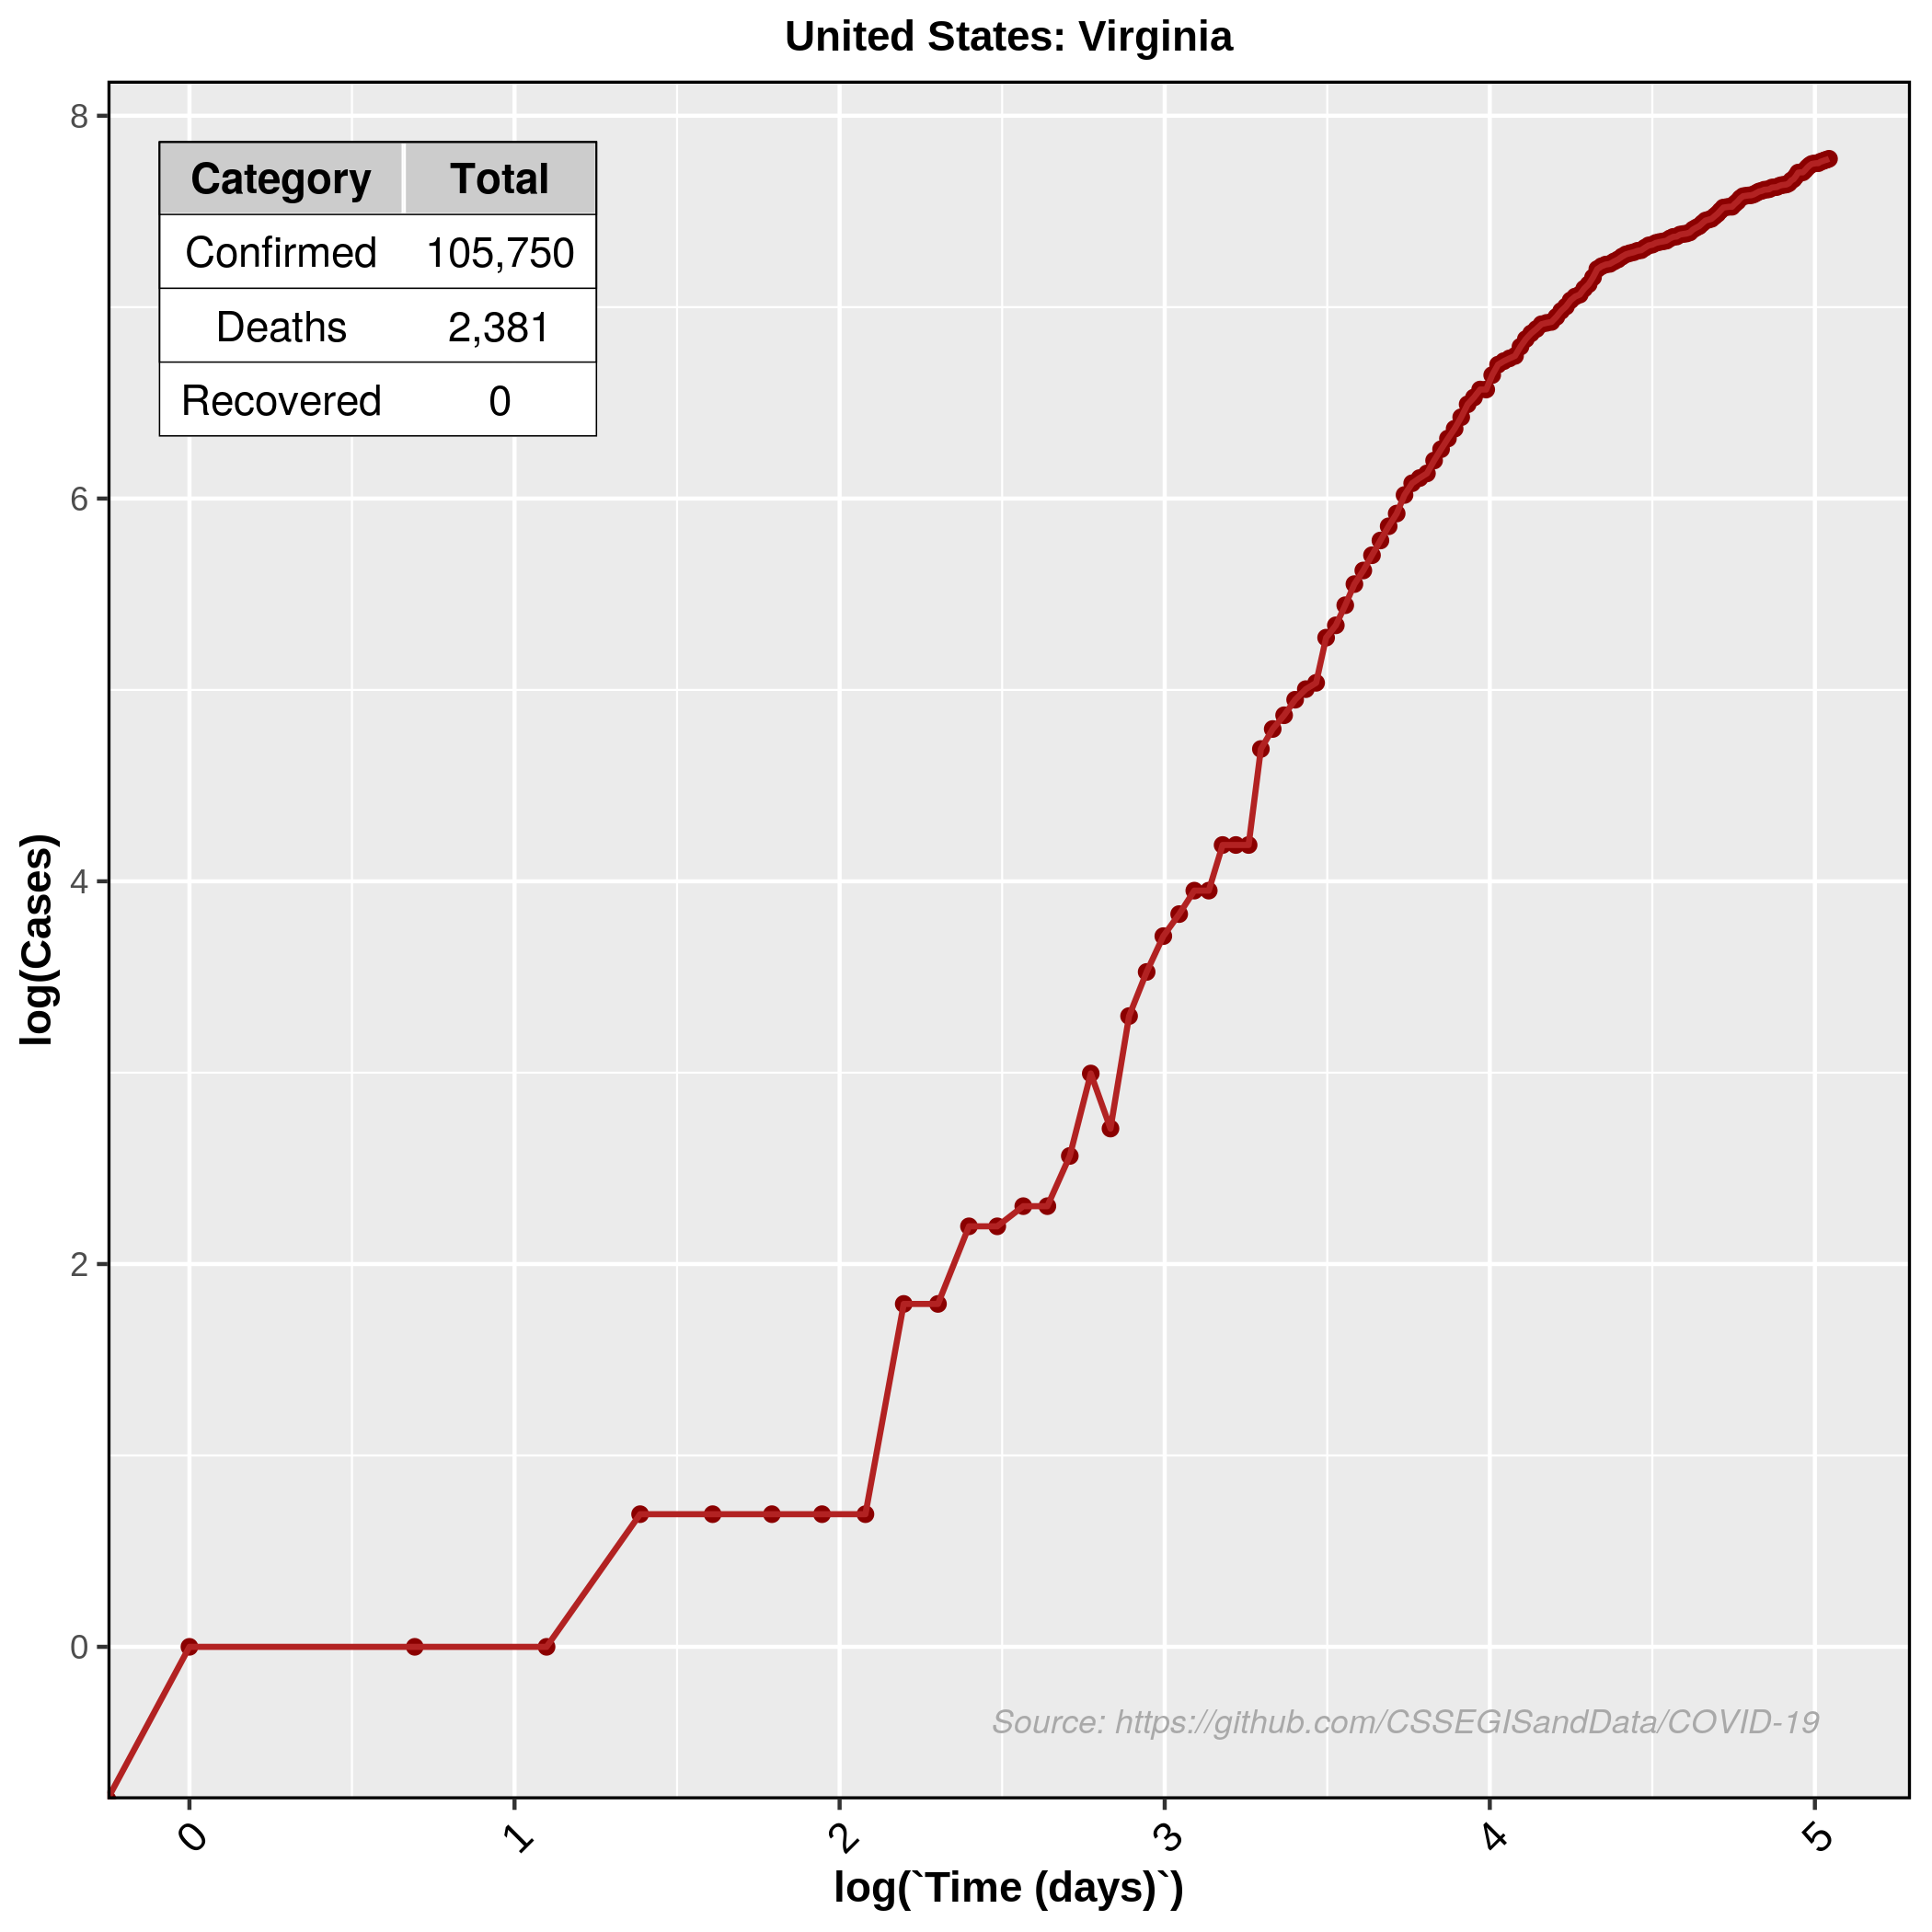 United States: Virginia
8
Category Total
Confirmed 105,750
Deaths 2,381
Recovered 0
6
4
2
0
log(Cases)
Source: https://github.com/CSSEGISandData/COVID-19
0 1 2 3 4 5
log(`Time (days)`)